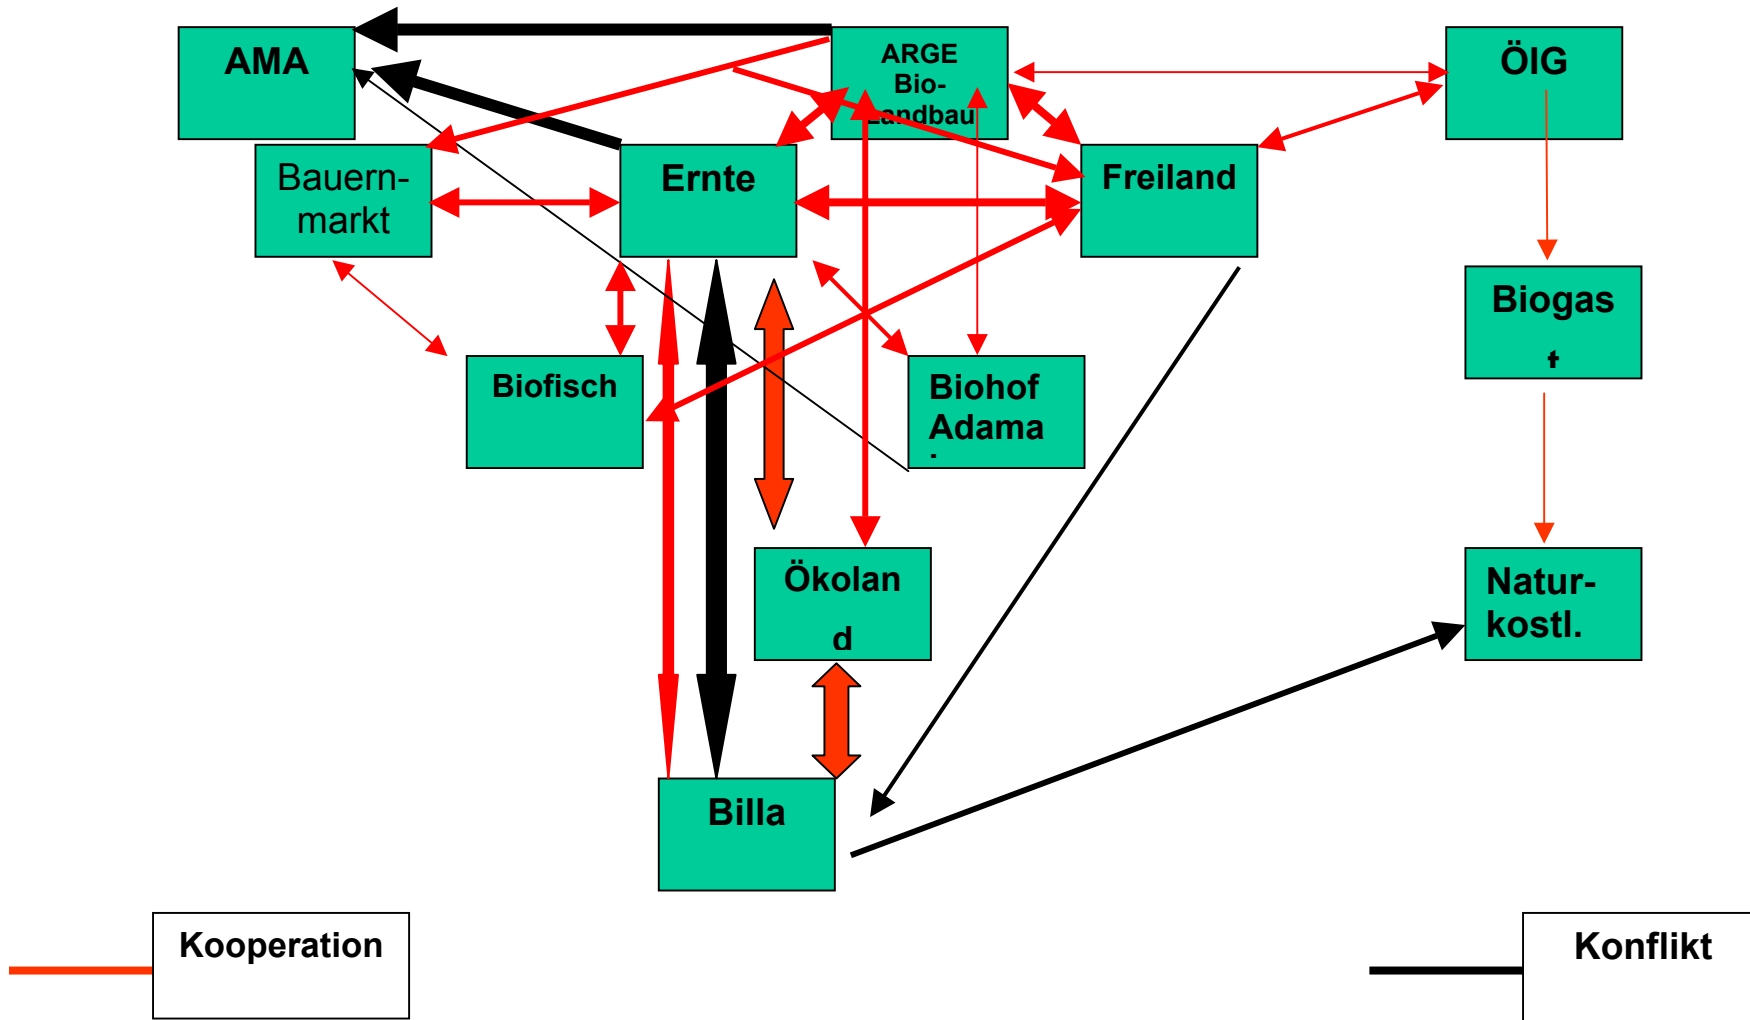 AMA
ARGE
Bio-
Landbau
ÖIG
Bauern-
markt
Ernte
Freiland
Biogas
t
Biofisch
Biohof
Adama
Ökolan
d
Natur-
kostl.
Billa
Kooperation
Konflikt